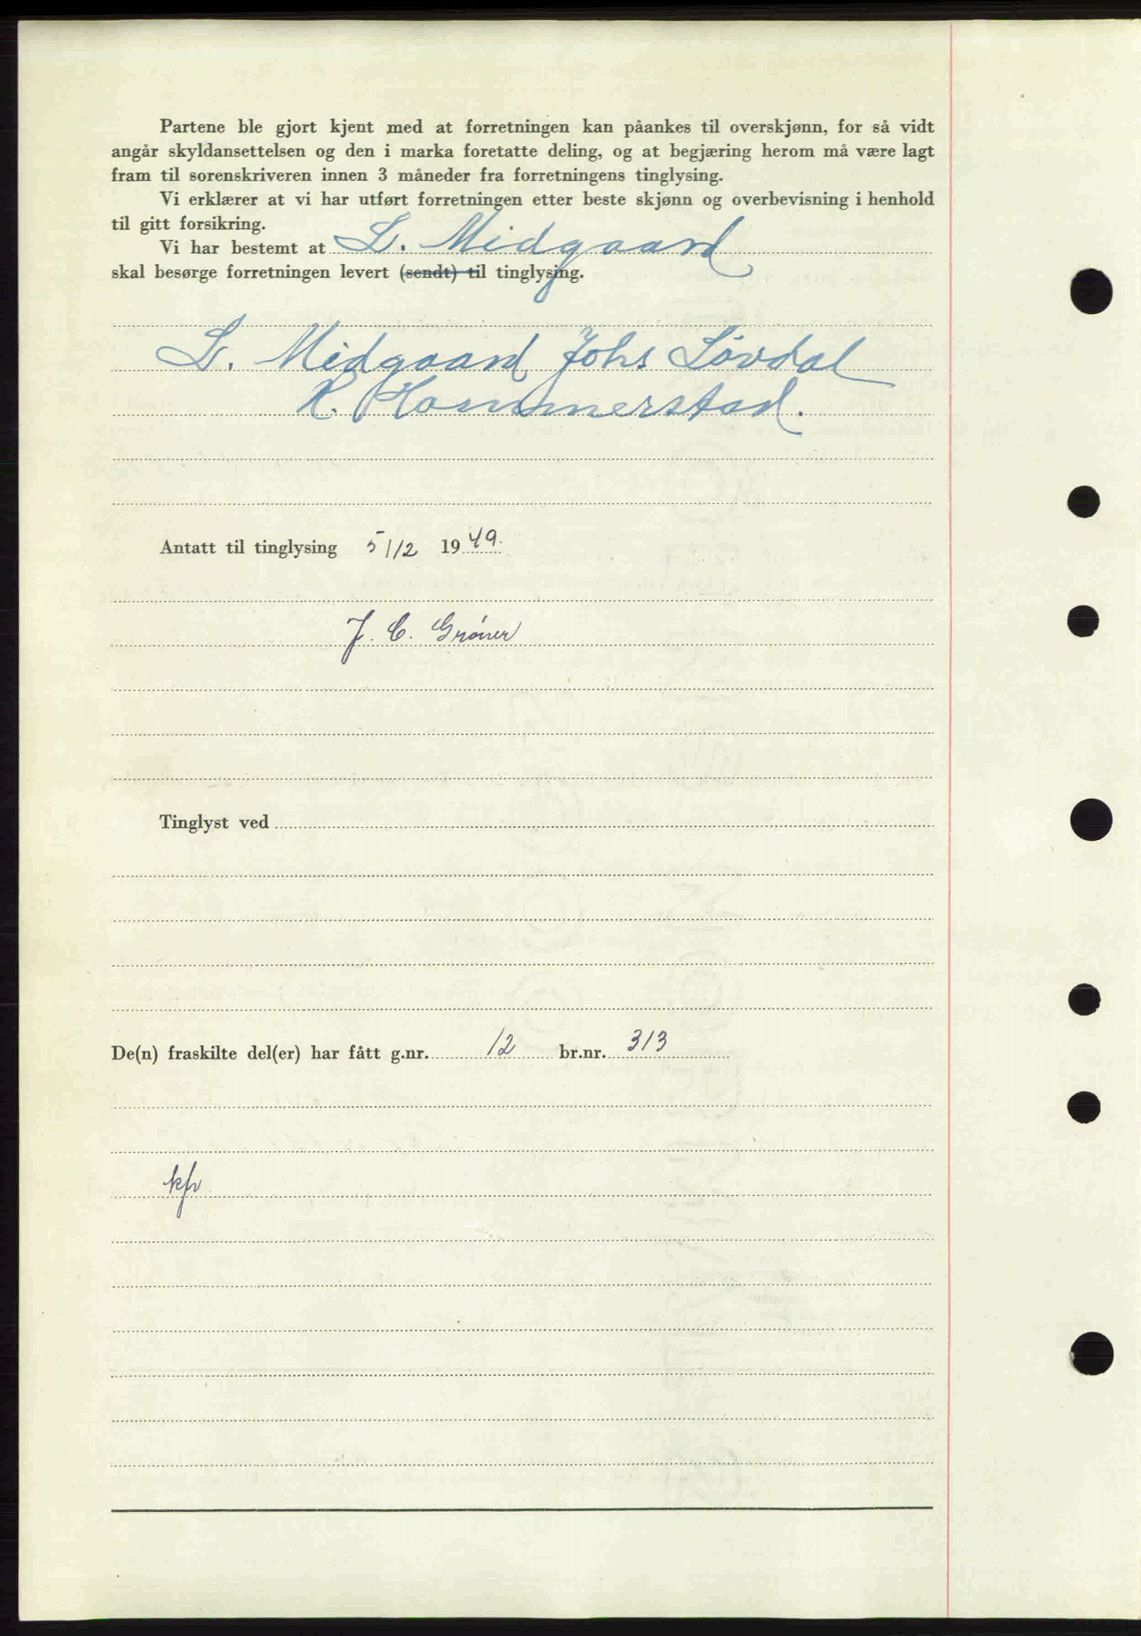 Partene ble gjort kjent med at forretningen kan påankes til overskjønn, for så vidt
angår skyldansettelsen og den i marka foretatte deling, og at begjæring herom må være lagt
fram til sorenskriveren innen 3 måneder fra forretningens tinglysing.
Vi erklærer at vi har utført forretningen etter beste skjønn og overbevisning i henhold
til gitt forsikring.
Vi har bestemt at L. Midgaard
skal besørge forretningen levert (sendt) til tinglysing.
L. Midgaard Johs Løvdal
K. Hammerstad.
Antatt til tinglysing 5/12 1949.
J. C. Grøner
Tinglyst ved
De(n) fraskilte del(er) har fått g.nr. 12 br.nr. 313